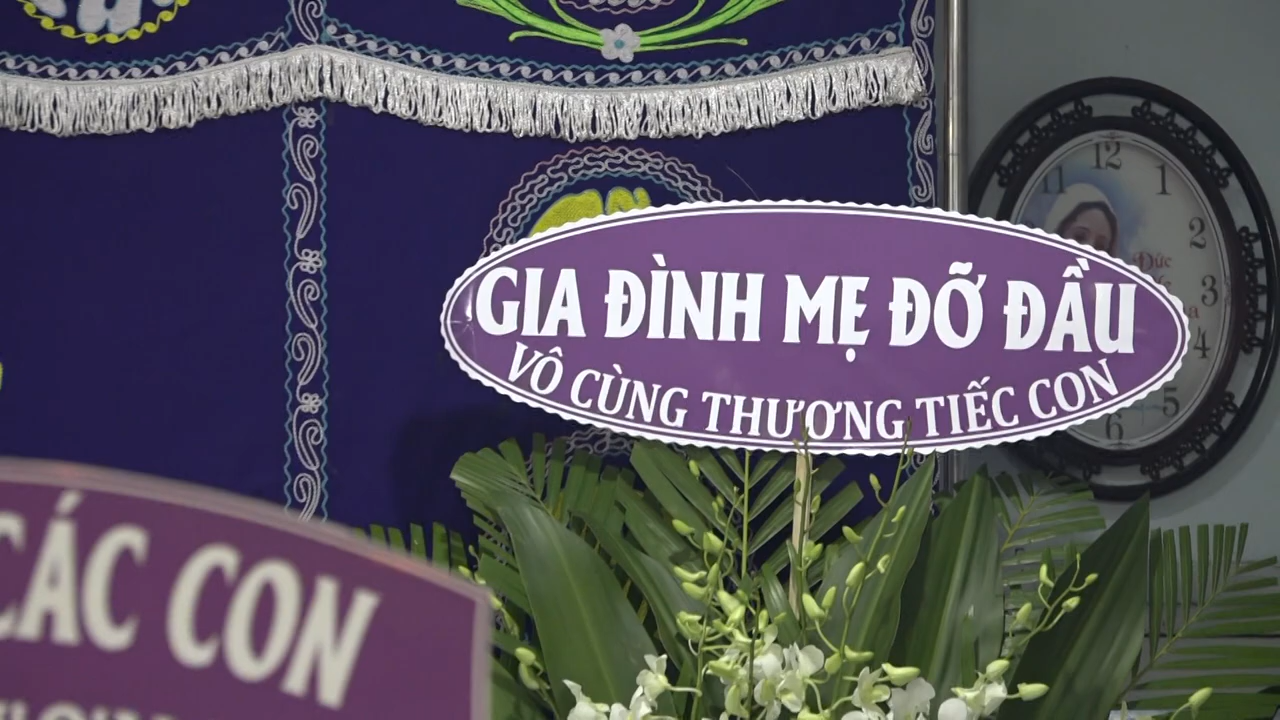 GIA ĐÌNH MẸ ĐỠ ĐẦU
VÔ CÙNG THƯƠNG TIẾC CON
CÁC CON
12
11
1
2
Đức
3
4
5
6